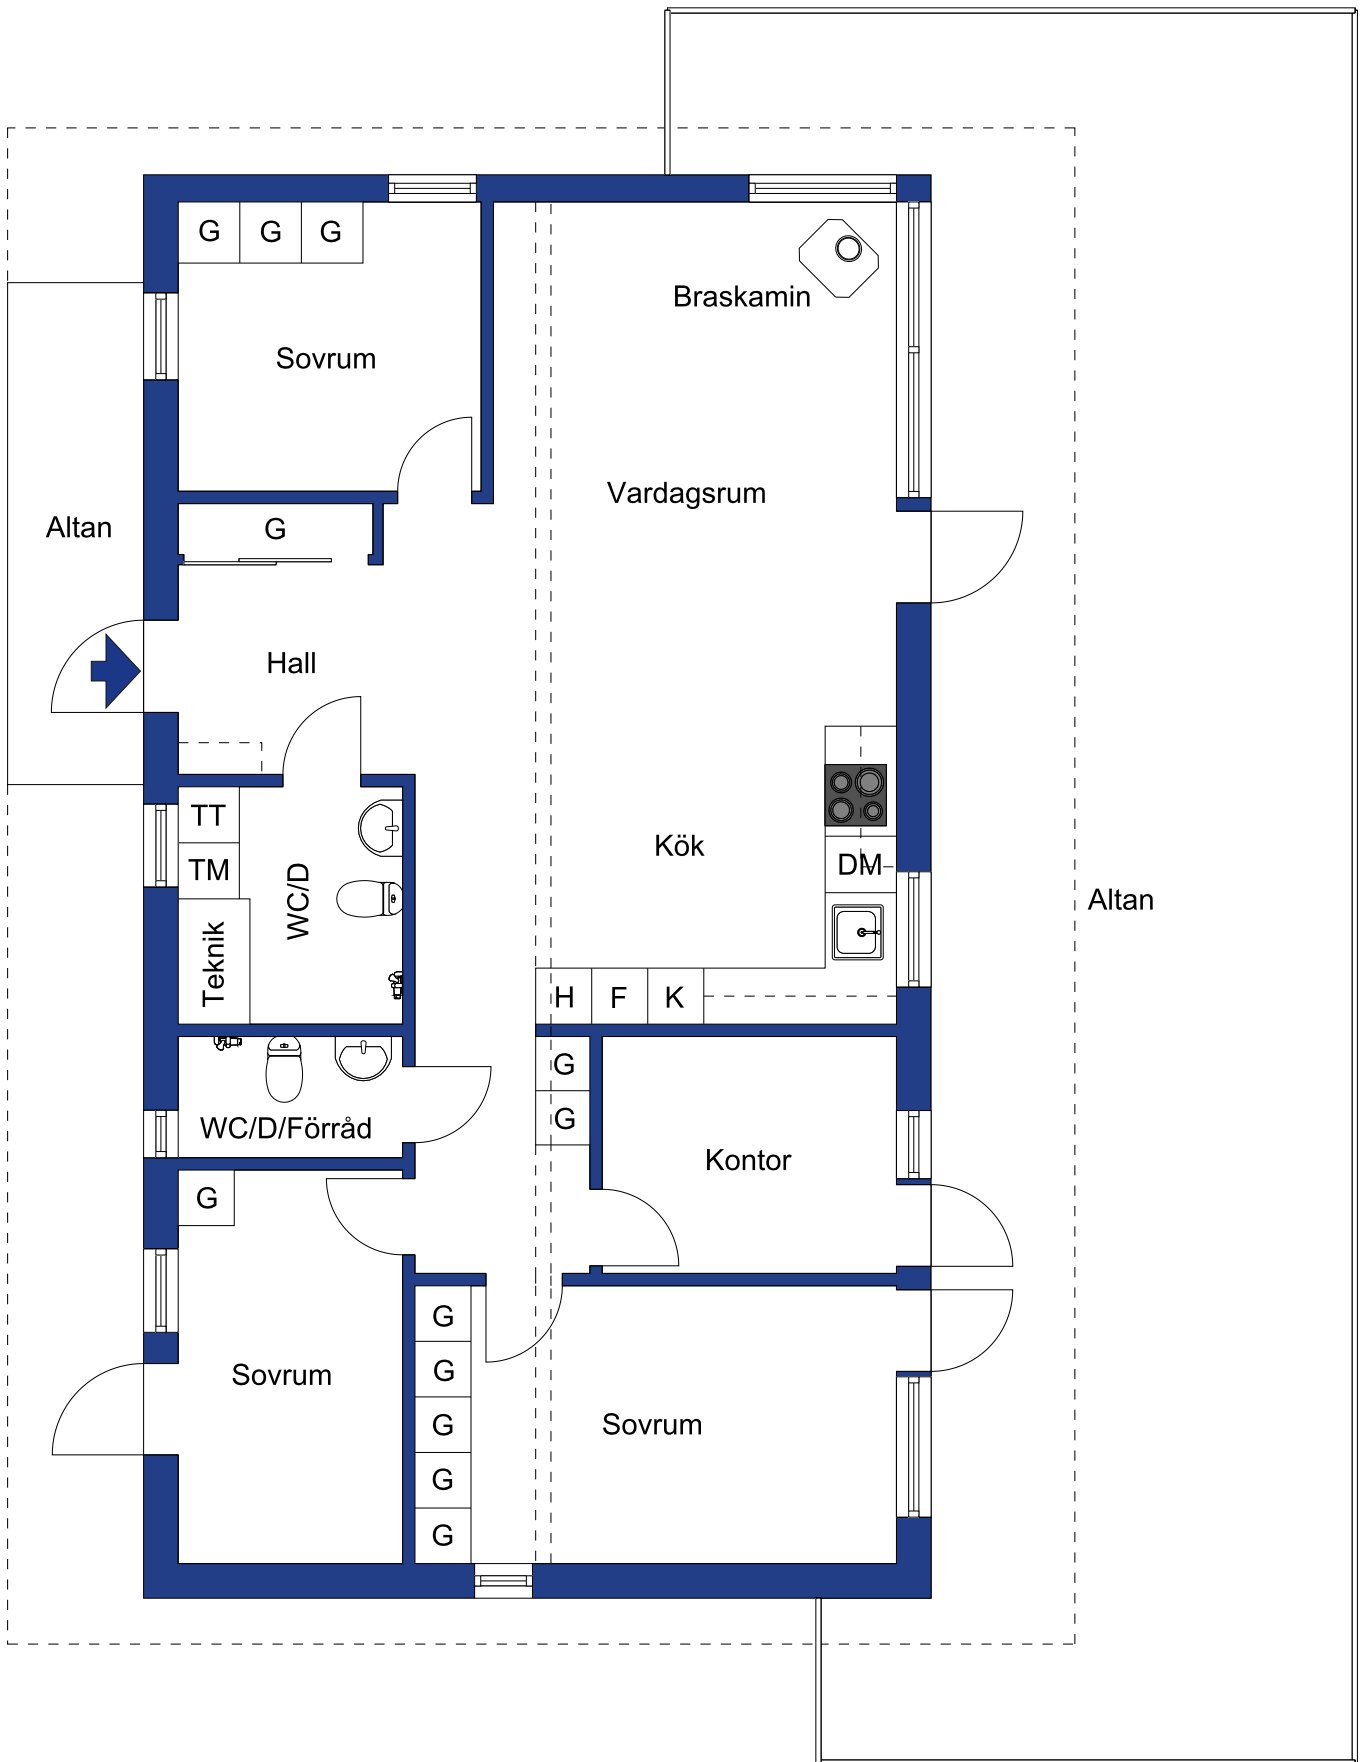 G G G
Braskamin
Sovrum
Vardagsrum
Altan
G
Hall
TT
TM
WC/D
Teknik
Kök
DM
Altan
H F K
G
G
WC/D/Förråd
Kontor
G
Sovrum
G
G
G
G
G
Sovrum